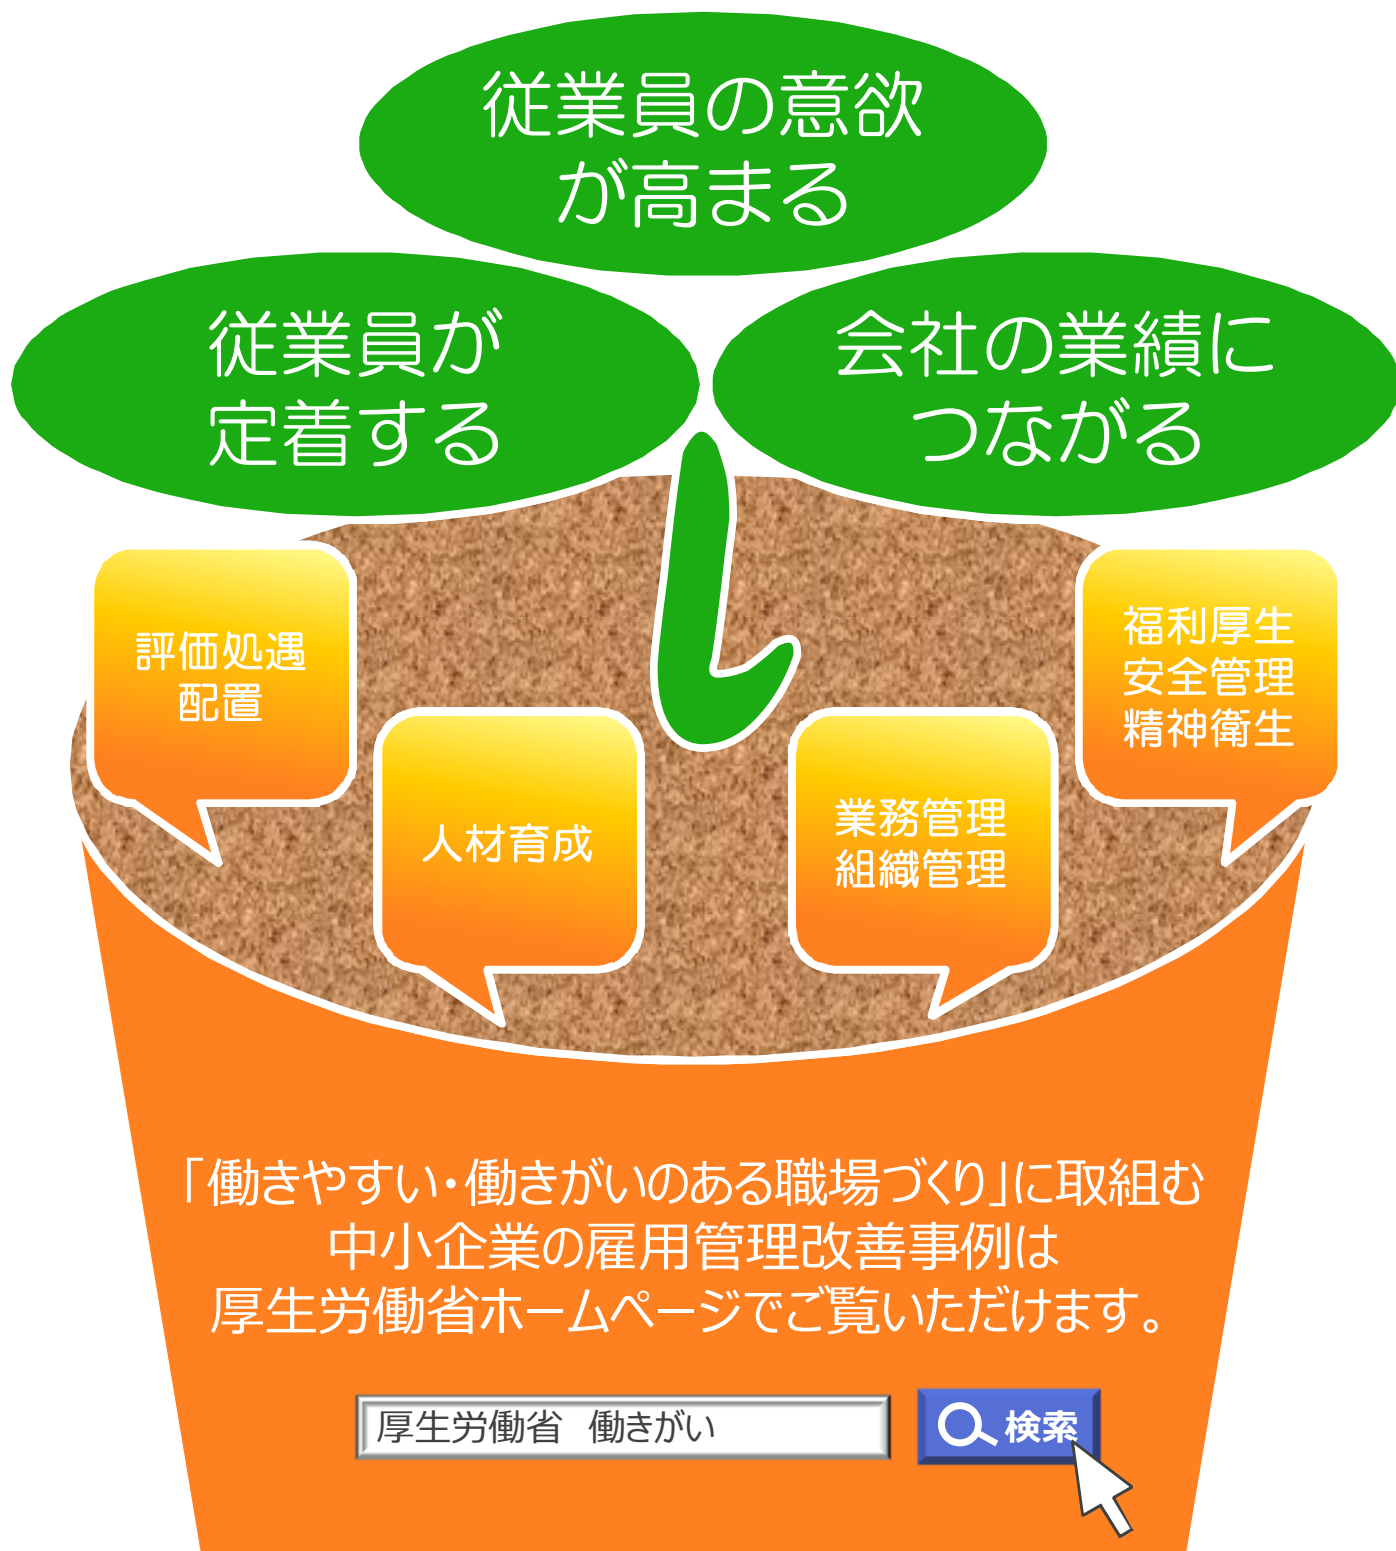 従業員の意欲
が高まる
従業員が
定着する
会社の業績に
つながる
評価処遇
配置
人材育成
業務管理
組織管理
福利厚生
安全管理
精神衛生
「働きやすい・働きがいのある職場づくり」に取組む
中小企業の雇用管理改善事例は
厚生労働省ホームページでご覧いただけます。
厚生労働省　働きがい
検索